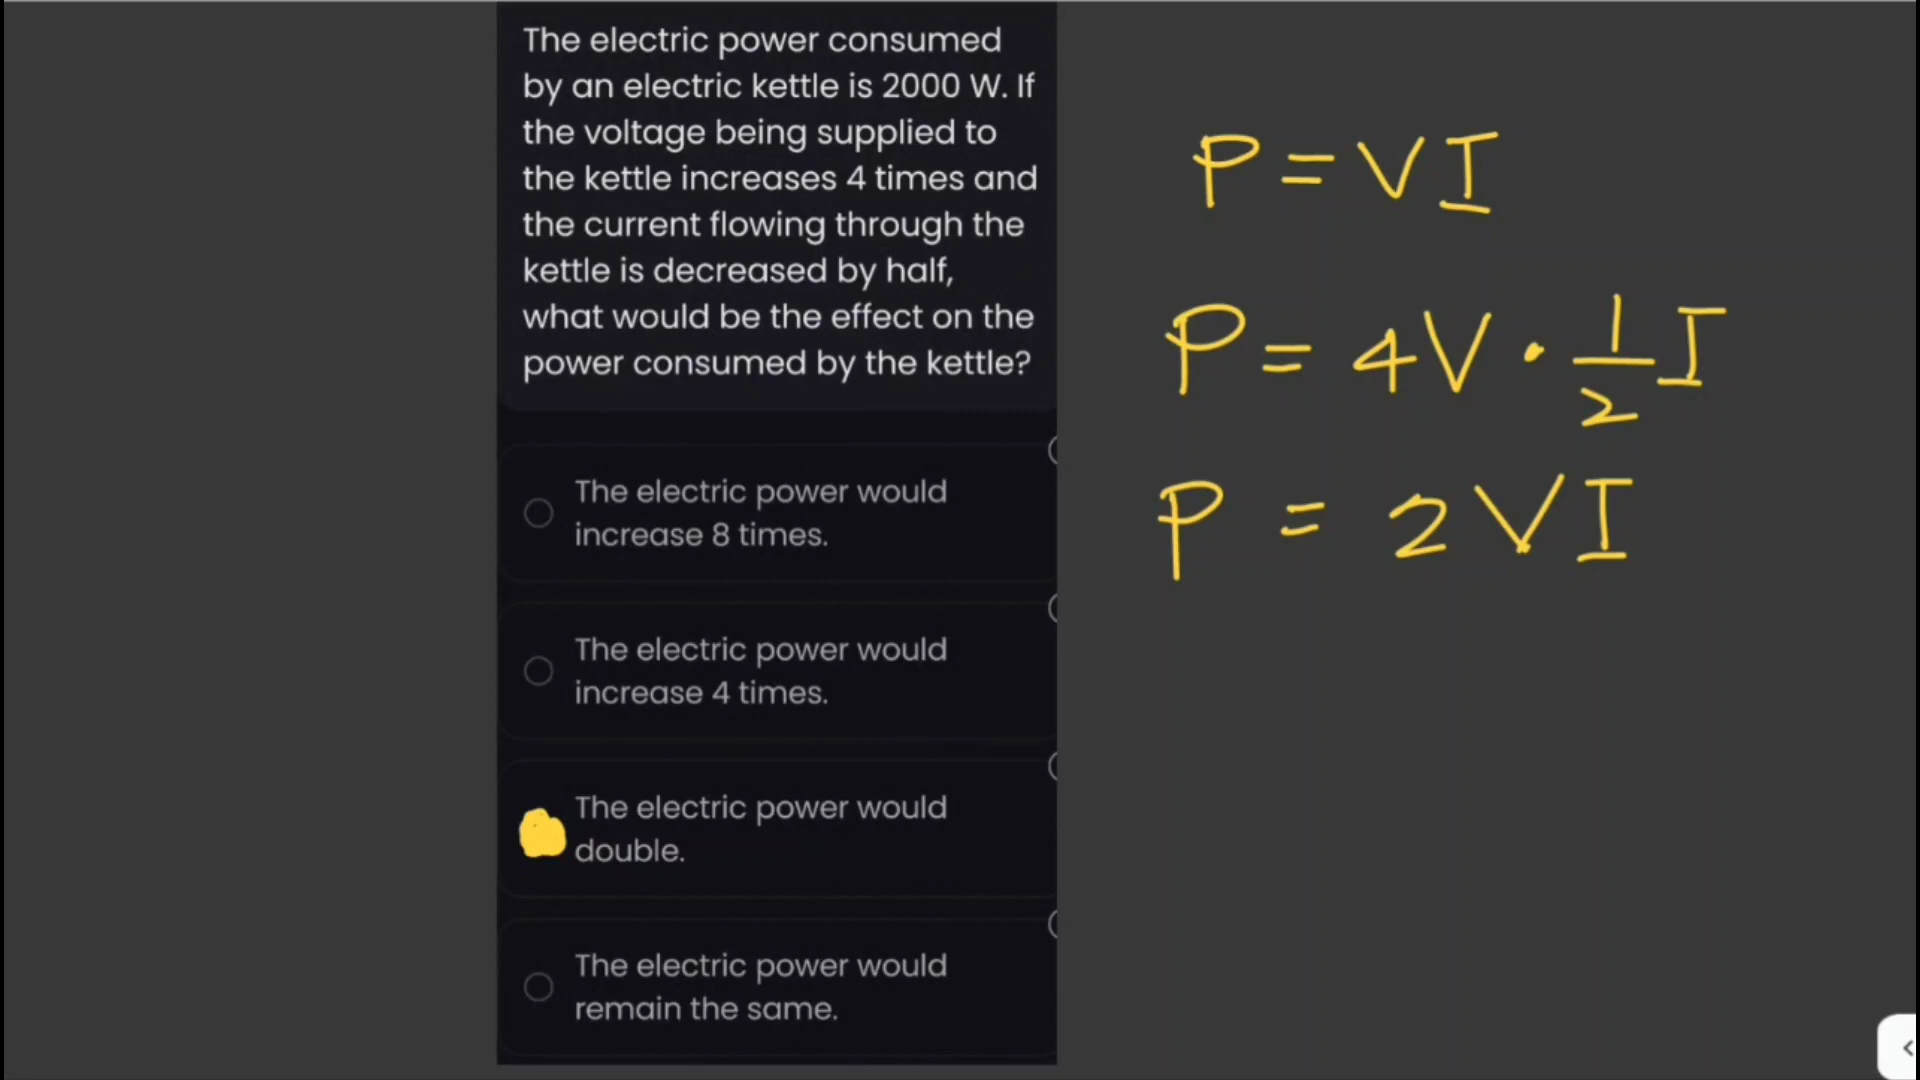 The electric power consumed
by an electric kettle is 2000 W. If
the voltage being supplied to
the kettle increases 4 times and
the current flowing through the
kettle is decreased by half,
what would be the effect on the
power consumed by the kettle?
The electric power would
increase 8 times.
The electric power would
increase 4 times.
The electric power would
double.
The electric power would
remain the same.
P = VI
P = 4V · 1/2 I
P = 2VI